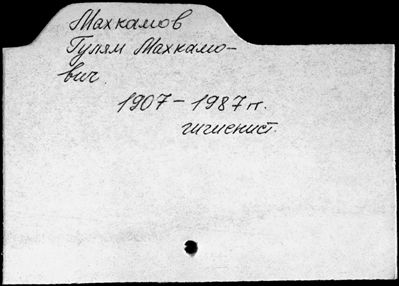 Махкамов
Гулям Махкамо-
вич.
1907 – 1987 гг.
гигиенист.